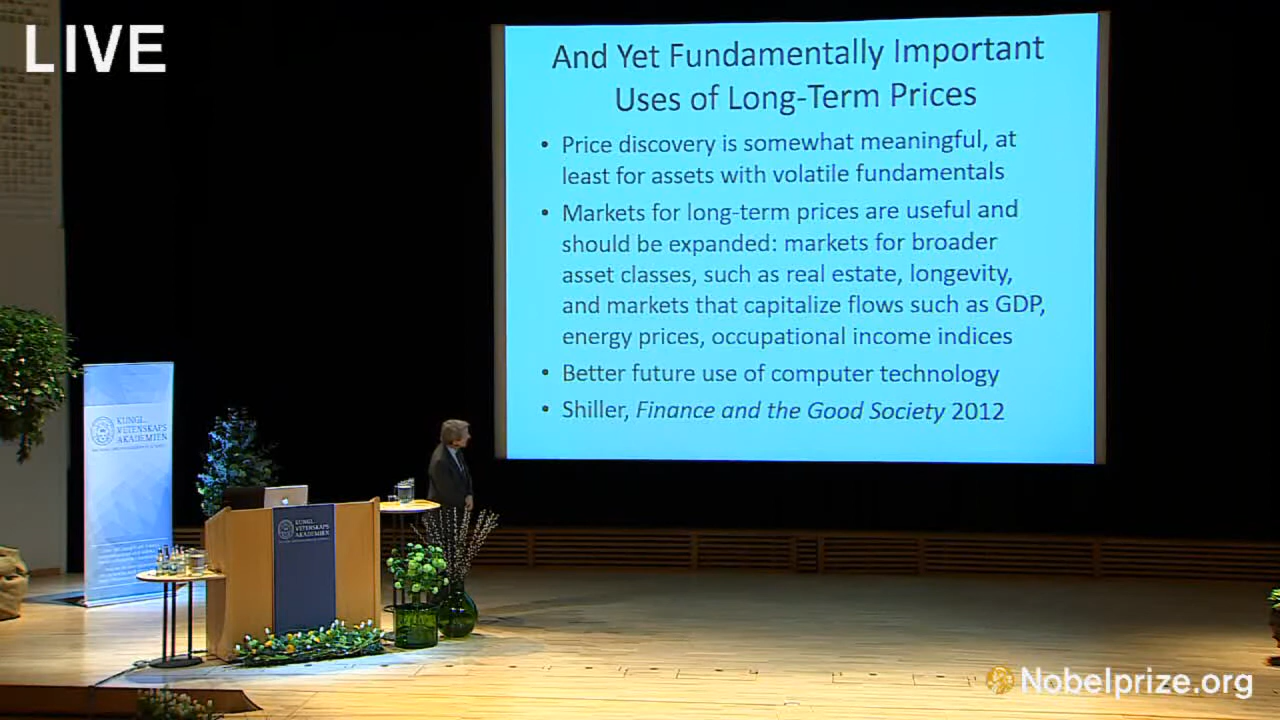 LIVE
And Yet Fundamentally Important
Uses of Long-Term Prices
• Price discovery is somewhat meaningful, at
least for assets with volatile fundamentals
• Markets for long-term prices are useful and
should be expanded: markets for broader
asset classes, such as real estate, longevity,
and markets that capitalize flows such as GDP,
energy prices, occupational income indices
• Better future use of computer technology
• Shiller, Finance and the Good Society 2012
KUNGL.
VETENSKAPS
AKADEMIEN
KUNGL.
VETENSKAPS
AKADEMIEN
Nobelprize.org